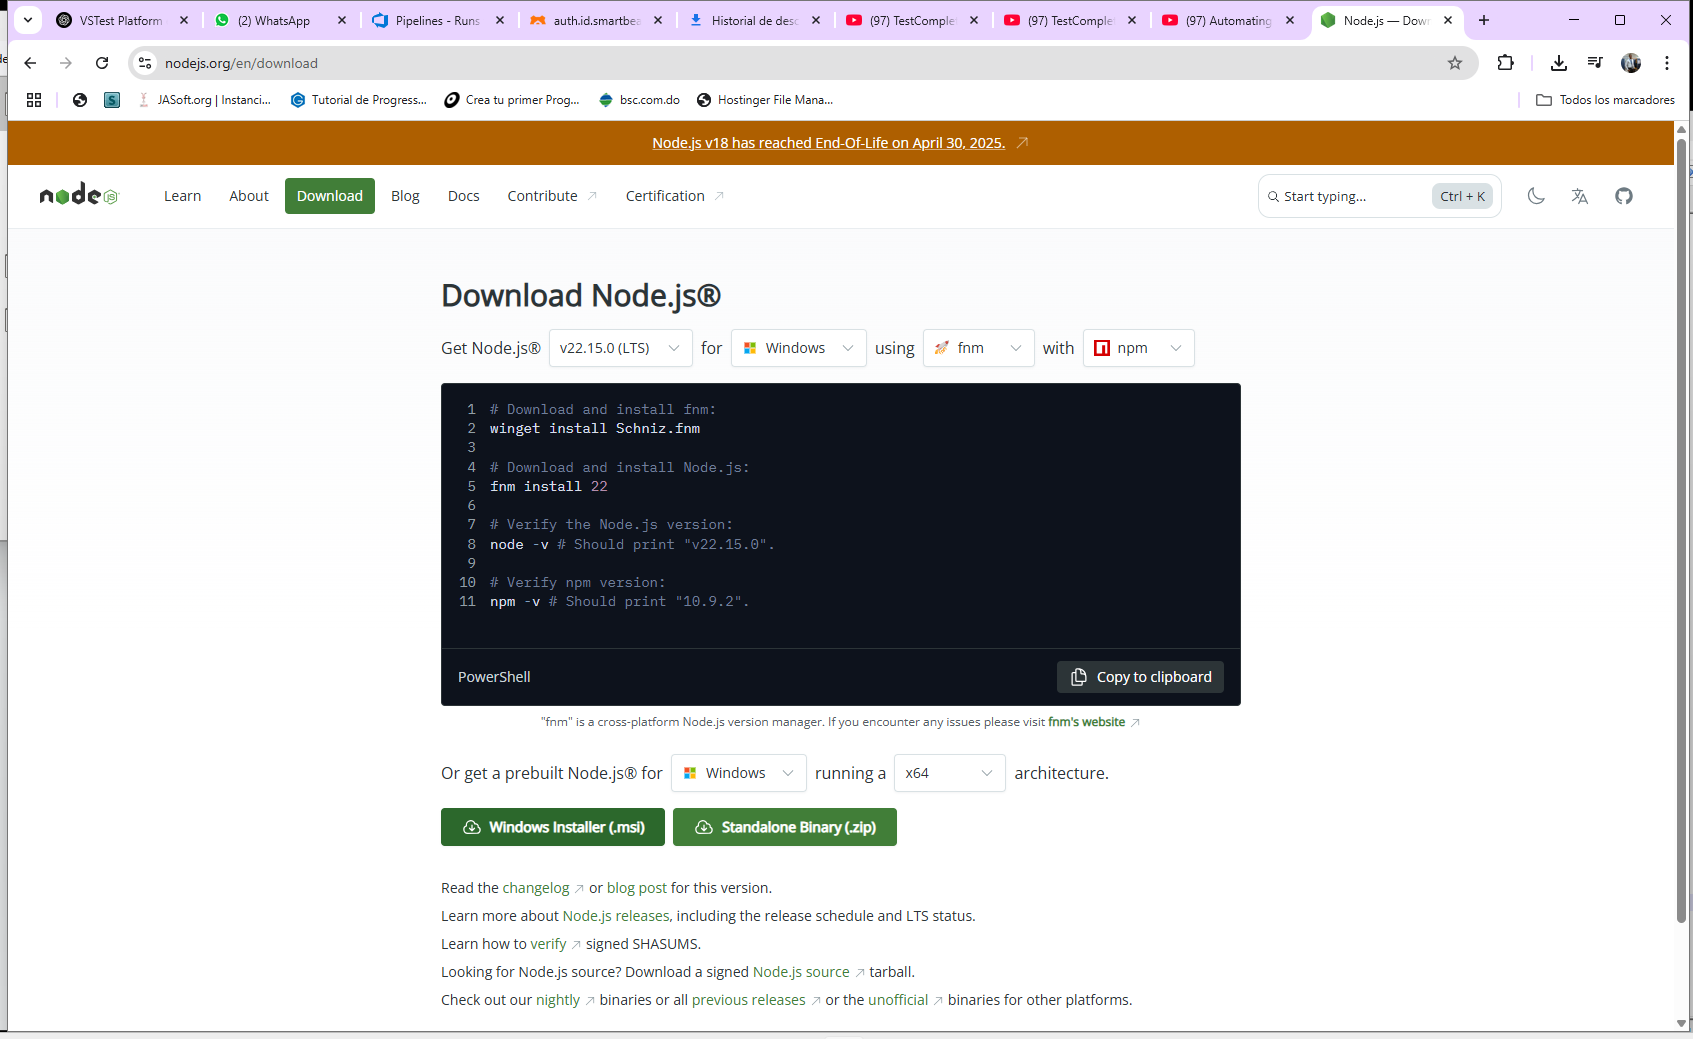 VSTest Platform
(2) WhatsApp
Pipelines - Runs
auth.id.smartbea
Historial de desc
(97) TestComple
(97) TestComple
(97) Automating
Node.js — Down
nodejs.org/en/download
JASoft.org | Instanci...
Tutorial de Progress...
Crea tu primer Prog...
bsc.com.do
Hostinger File Mana...
Todos los marcadores
Node.js v18 has reached End-Of-Life on April 30, 2025.
node JS
Learn
About
Download
Blog
Docs
Contribute
Certification
Start typing...
Ctrl + K
Download Node.js®
Get Node.js® v22.15.0 (LTS) for Windows using fnm with npm
1 # Download and install fnm:
2 winget install Schniz.fnm
3
4 # Download and install Node.js:
5 fnm install 22
6
7 # Verify the Node.js version:
8 node -v # Should print "v22.15.0".
9
10 # Verify npm version:
11 npm -v # Should print "10.9.2".
PowerShell
Copy to clipboard
"fnm" is a cross-platform Node.js version manager. If you encounter any issues please visit fnm's website
Or get a prebuilt Node.js® for Windows running a x64 architecture.
Windows Installer (.msi)
Standalone Binary (.zip)
Read the changelog or blog post for this version.
Learn more about Node.js releases, including the release schedule and LTS status.
Learn how to verify signed SHASUMS.
Looking for Node.js source? Download a signed Node.js source tarball.
Check out our nightly binaries or all previous releases or the unofficial binaries for other platforms.